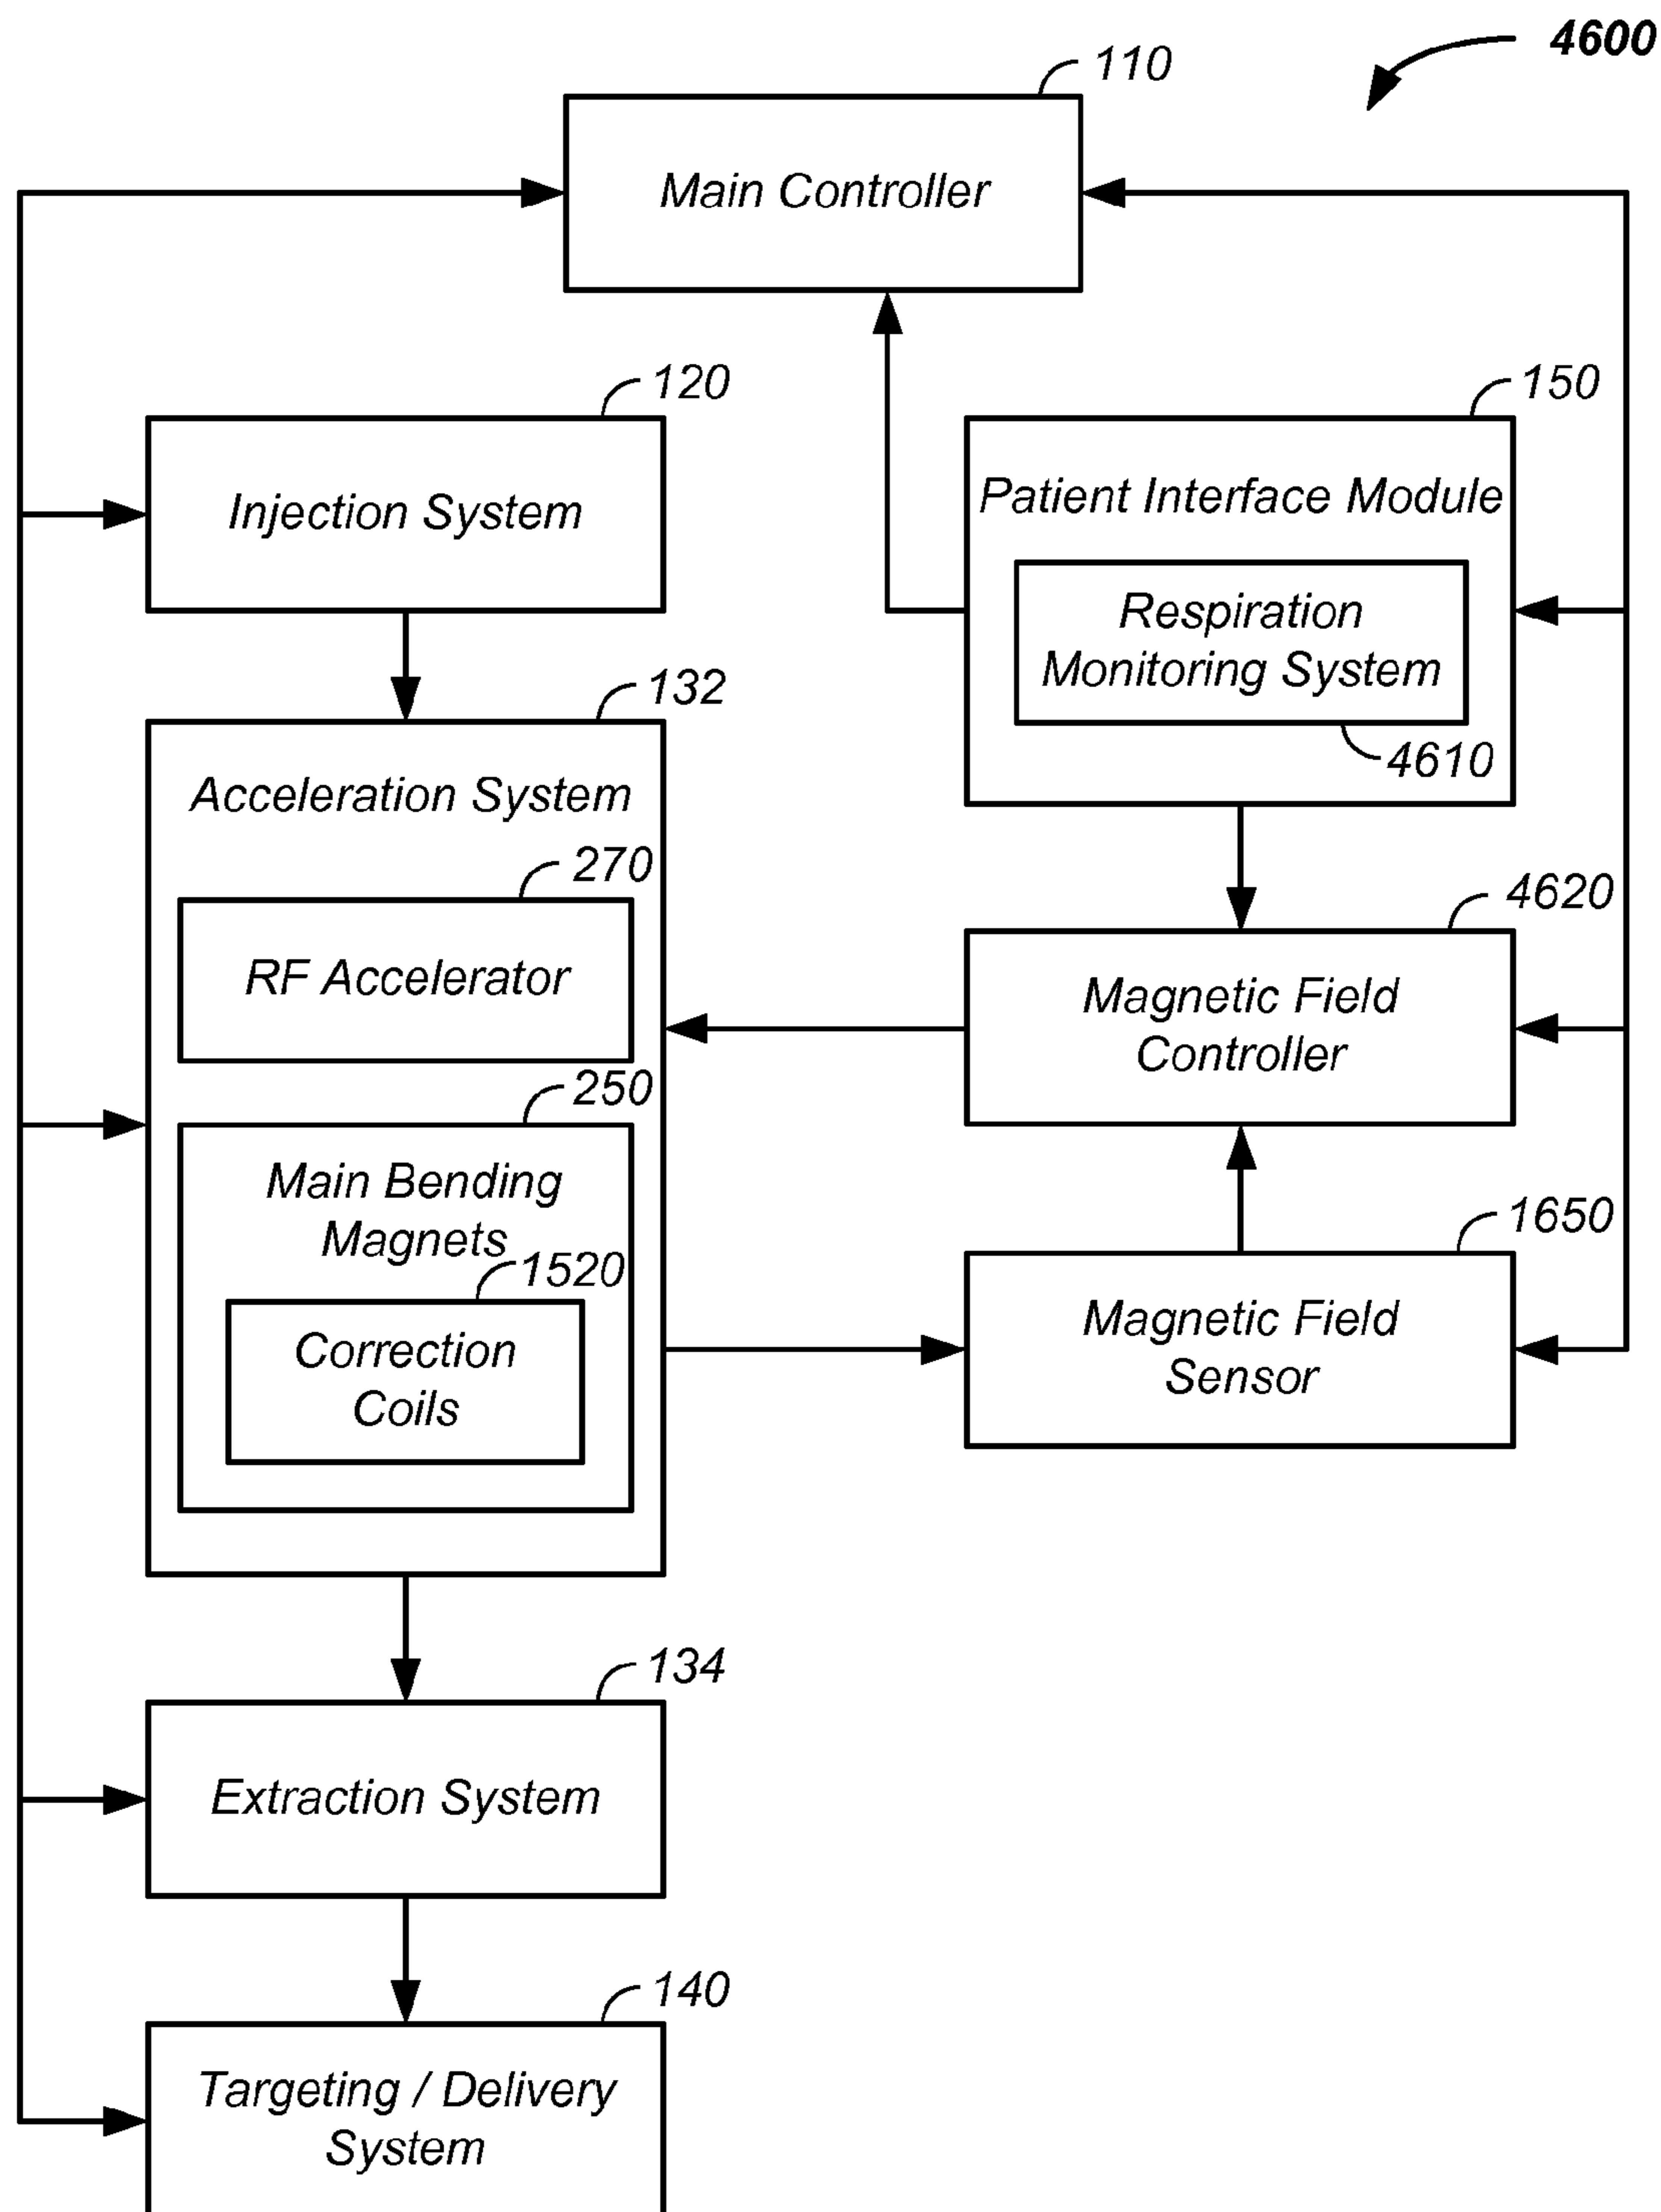 4600
110
Main Controller
120
Injection System
150
Patient Interface Module
Respiration
Monitoring System
4610
132
Acceleration System
270
RF Accelerator
250
Main Bending
Magnets
1520
Correction
Coils
4620
Magnetic Field
Controller
1650
Magnetic Field
Sensor
134
Extraction System
140
Targeting / Delivery
System